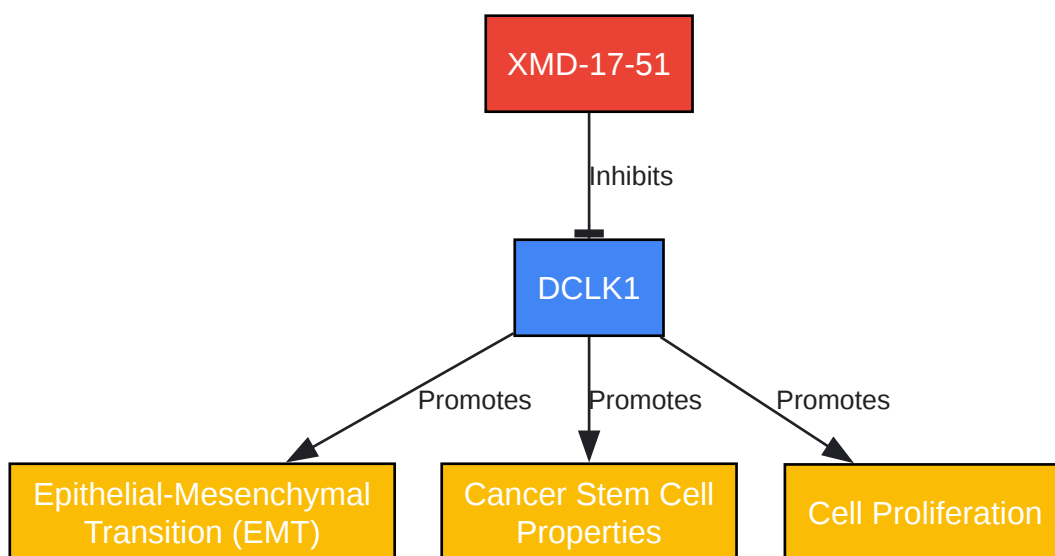 XMD-17-51
Inhibits
DCLK1
Promotes
Promotes
Promotes
Epithelial-Mesenchymal
Transition (EMT)
Cancer Stem Cell
Properties
Cell Proliferation